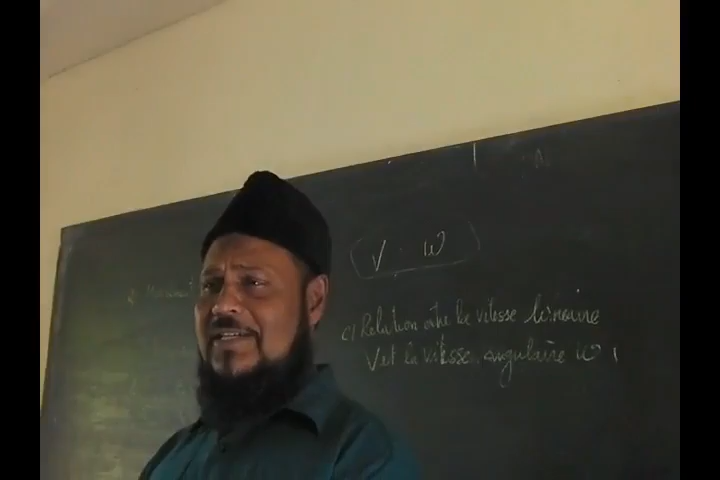 V . W
c) Relation entre la vitesse linéaire
V et la vitesse angulaire W